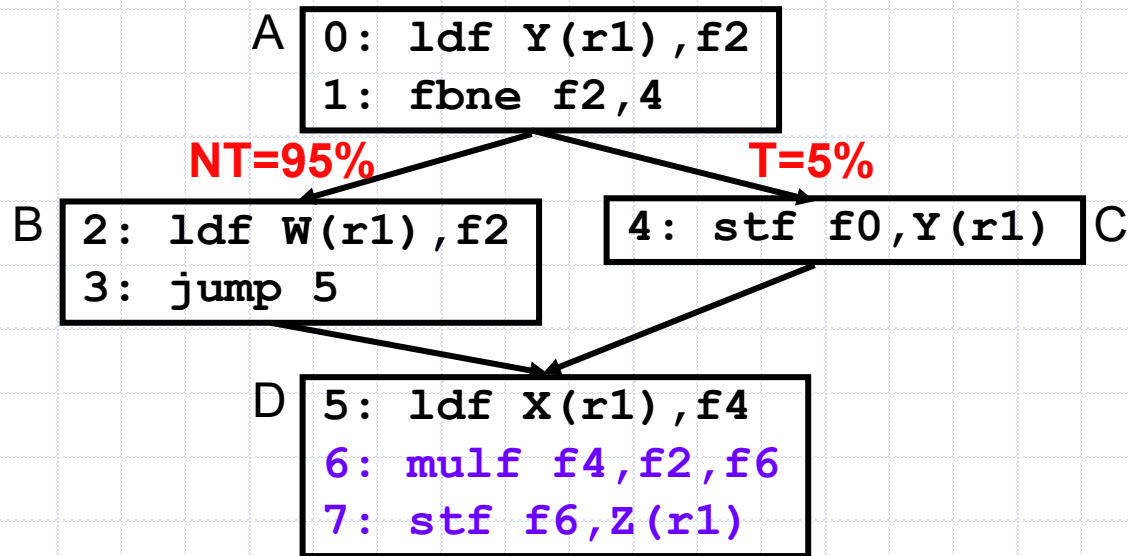 A
0: ldf Y(r1),f2
1: fbne f2,4
NT=95%
T=5%
B
2: ldf W(r1),f2
3: jump 5
4: stf f0,Y(r1)
C
D
5: ldf X(r1),f4
6: mulf f4,f2,f6
7: stf f6,Z(r1)